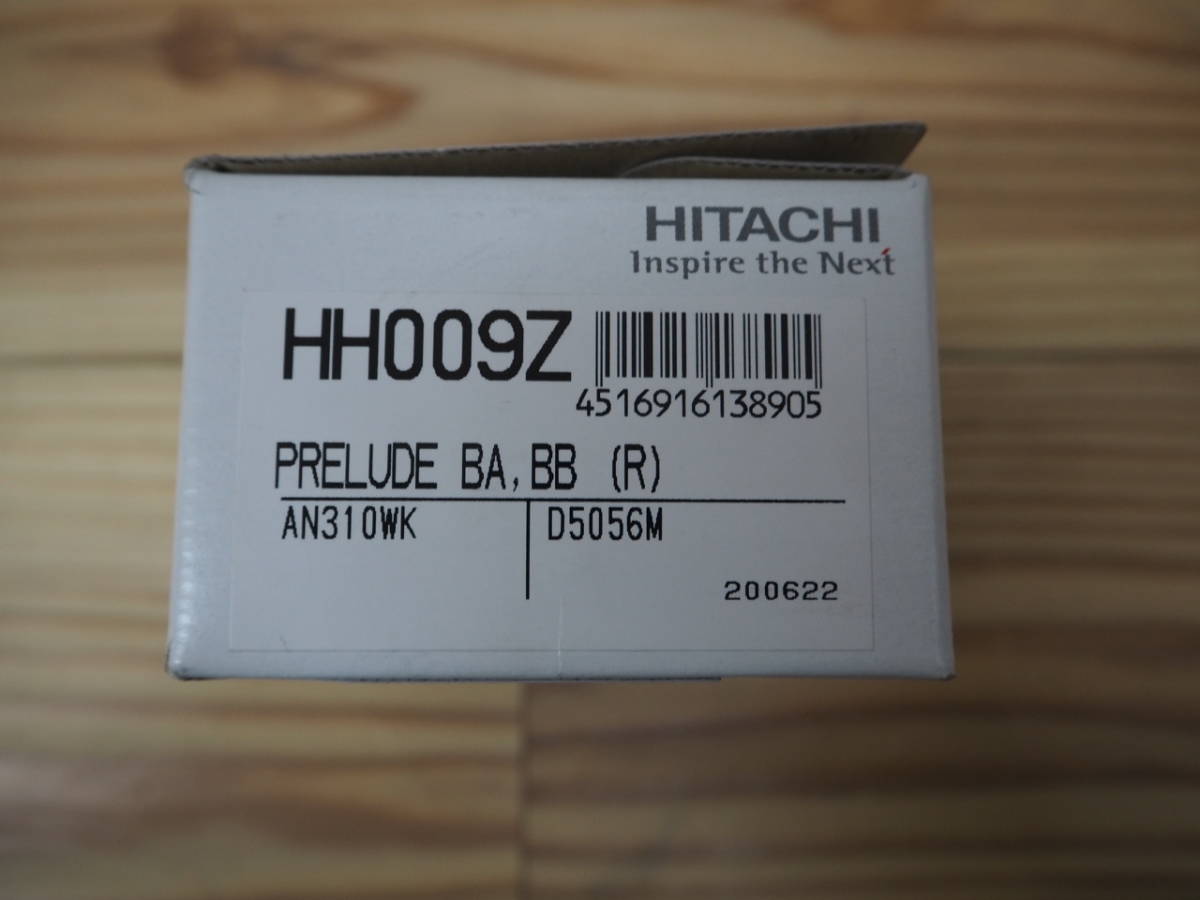 HITACHI
Inspire the Next
HH009Z
4516916138905
PRELUDE BA, BB (R)
AN310WK
D5056M
200622